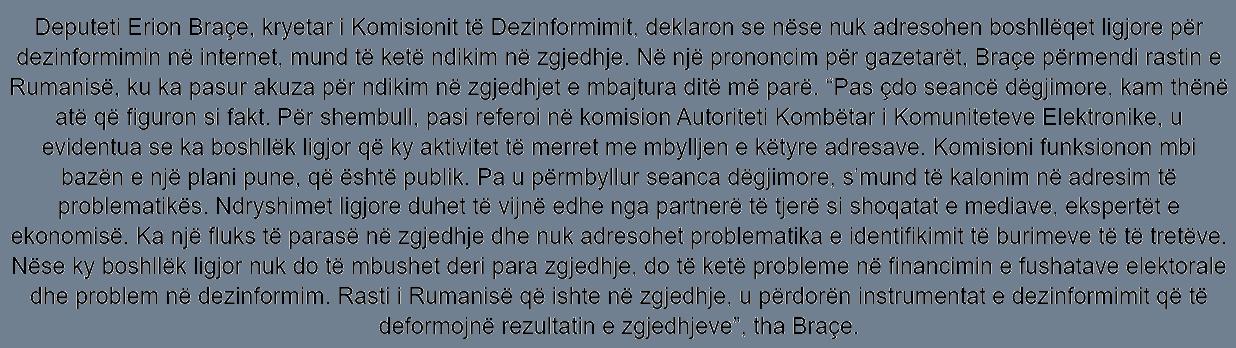 Deputeti Erion Braçe, kryetar i Komisionit të Dezinformimit, deklaron se nëse nuk adresohen boshllëqet ligjore për
dezinformimin në internet, mund të ketë ndikim në zgjedhje. Në një prononcim për gazetarët, Braçe përmendi rastin e
Rumanisë, ku ka pasur akuza për ndikim në zgjedhjet e mbajtura ditë më parë. “Pas çdo seancë dëgjimore, kam thënë
atë që figuron si fakt. Për shembull, pasi referoi në komision Autoriteti Kombëtar i Komuniteteve Elektronike, u
evidentua se ka boshllëk ligjor që ky aktivitet të merret me mbylljen e këtyre adresave. Komisioni funksionon mbi
bazën e një plani pune, që është publik. Pa u përmbyllur seanca dëgjimore, s’mund të kalonim në adresim të
problematikës. Ndryshimet ligjore duhet të vijnë edhe nga partnerë të tjerë si shoqatat e mediave, ekspertët e
ekonomisë. Ka një fluks të parasë në zgjedhje dhe nuk adresohet problematika e identifikimit të burimeve të të tretëve.
Nëse ky boshllëk ligjor nuk do të mbushet deri para zgjedhje, do të ketë probleme në financimin e fushatave elektorale
dhe problem në dezinformim. Rasti i Rumanisë që ishte në zgjedhje, u përdorën instrumentat e dezinformimit që të
deformojnë rezultatin e zgjedhjeve”, tha Braçe.